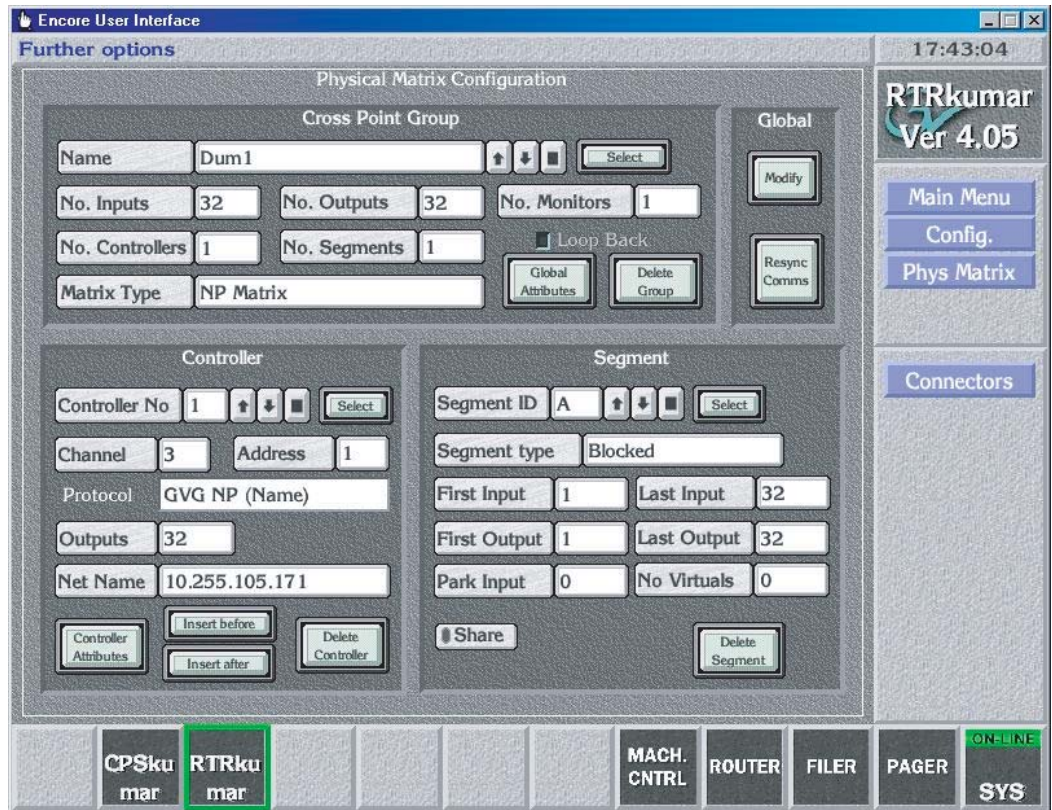 Encore User Interface
Further options
17:43:04
Physical Matrix Configuration
RTRkumar
Ver 4.05
Cross Point Group
Name Dum1 Select
No. Inputs 32 No. Outputs 32 No. Monitors 1
No. Controllers 1 No. Segments 1 Loop Back
Matrix Type NP Matrix
Global Attributes
Delete Group
Global
Modify
Resync Comms
Main Menu
Config.
Phys Matrix
Connectors
Controller
Controller No 1 Select
Channel 3 Address 1
Protocol GVG NP (Name)
Outputs 32
Net Name 10.255.105.171
Controller Attributes
Insert before
Insert after
Delete Controller
Segment
Segment ID A Select
Segment type Blocked
First Input 1 Last Input 32
First Output 1 Last Output 32
Park Input 0 No Virtuals 0
Share
Delete Segment
CPSku mar
RTRku mar
MACH. CNTRL
ROUTER
FILER
PAGER
ON-LINE
SYS